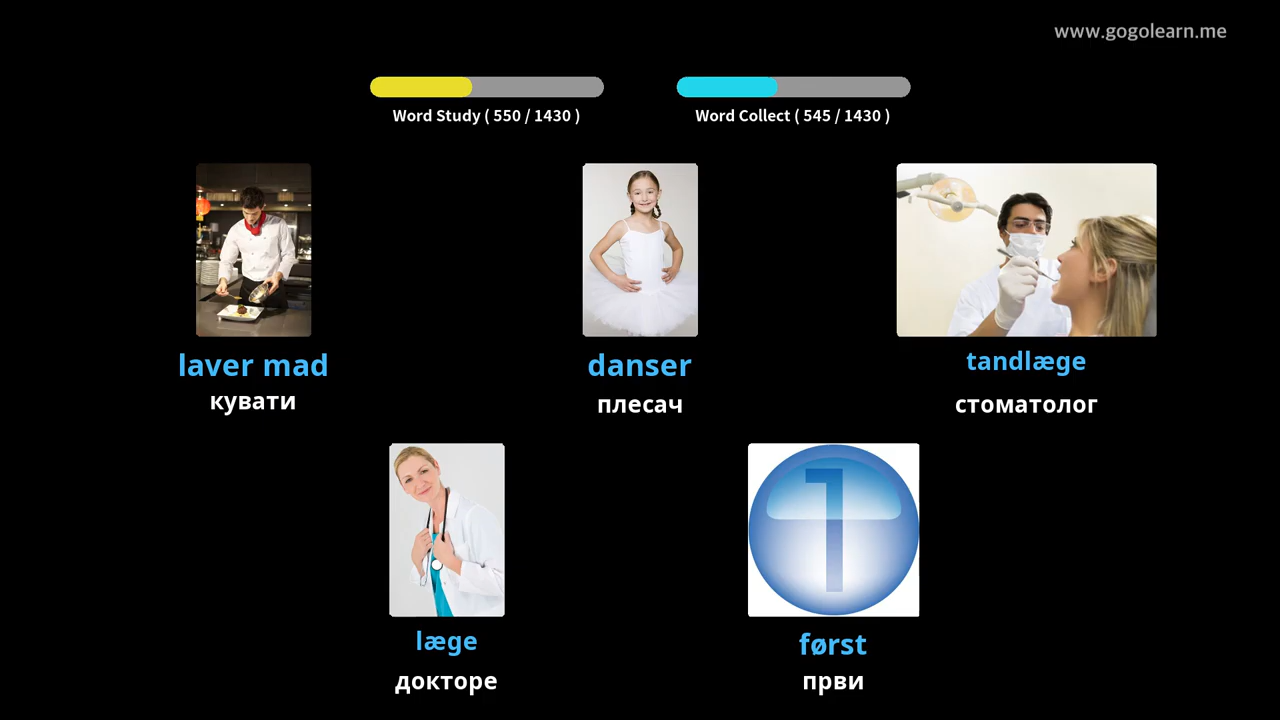 www.gogolearn.me
Word Study ( 550 / 1430 )
Word Collect ( 545 / 1430 )
laver mad
кувати
danser
плесач
tandlæge
стоматолог
læge
докторе
1
først
први